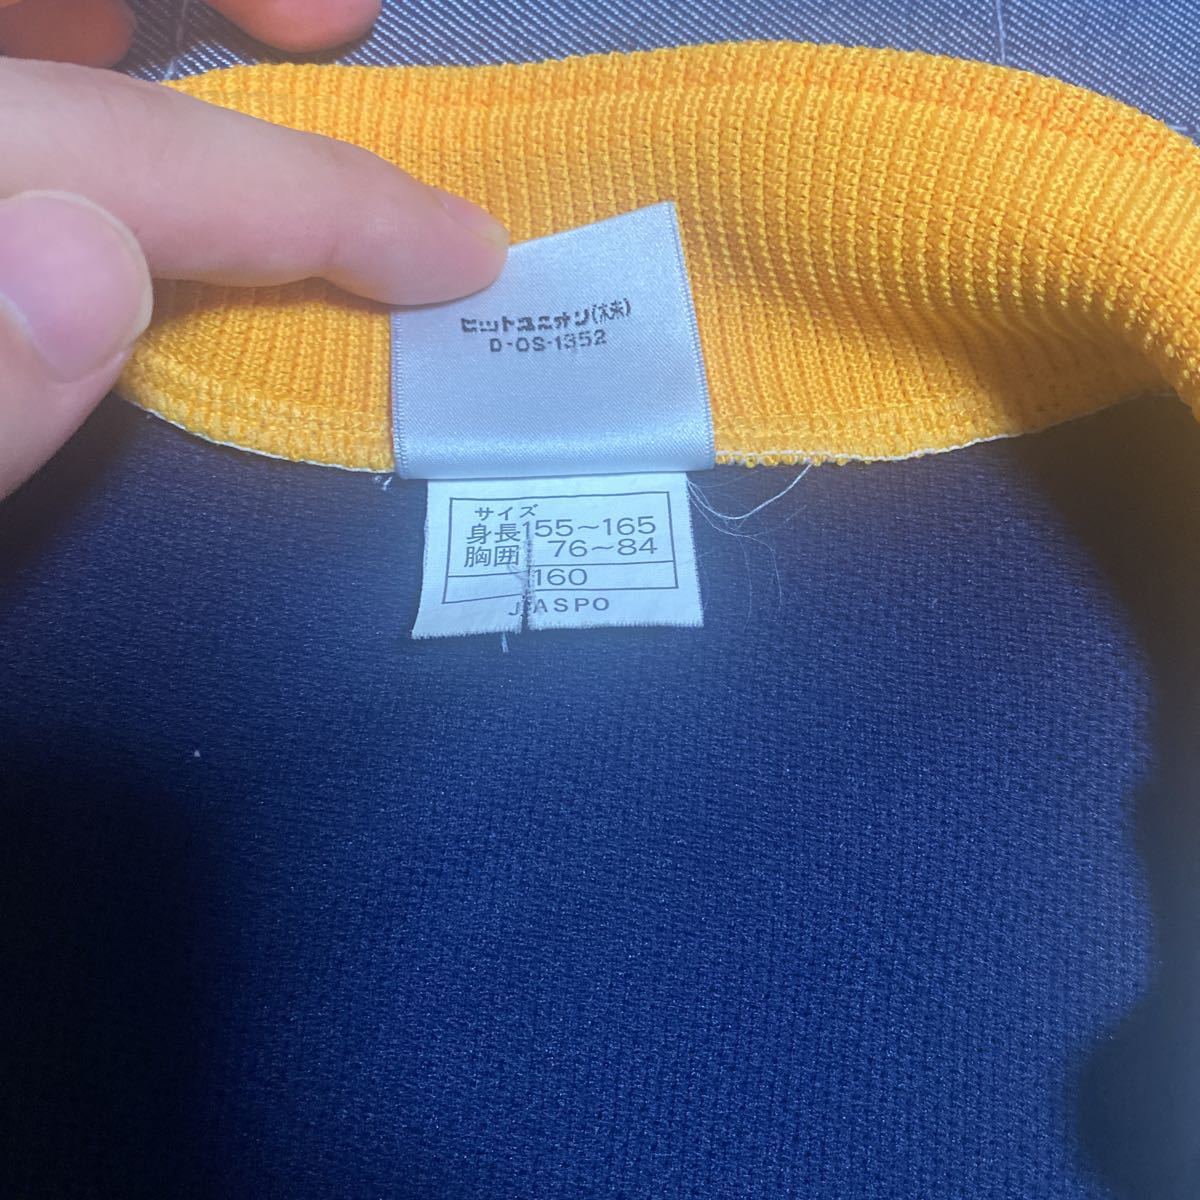 ヒットユニオン(株)
D-OS-1352
サイズ
身長155～165
胸囲 76～84
160
JASPO